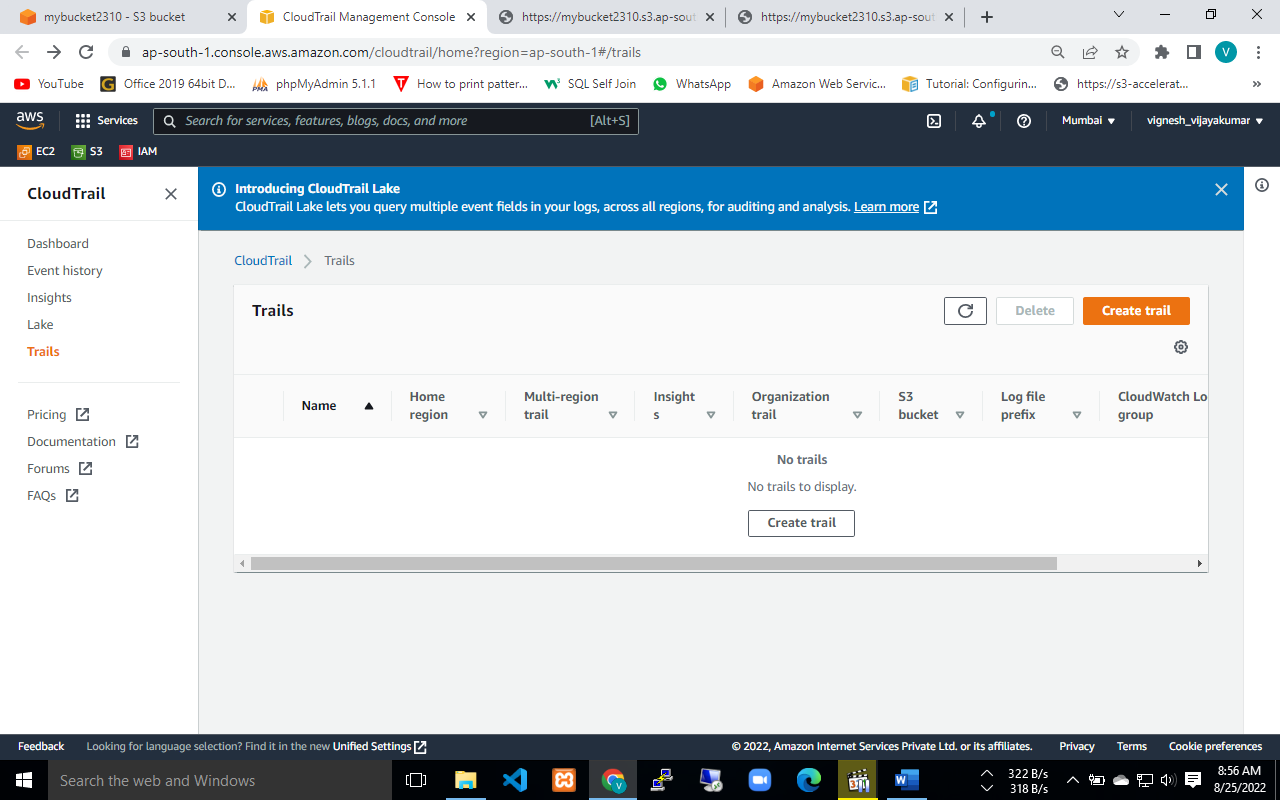 mybucket2310 - S3 bucket
CloudTrail Management Console
https://mybucket2310.s3.ap-sout
https://mybucket2310.s3.ap-sout
ap-south-1.console.aws.amazon.com/cloudtrail/home?region=ap-south-1#/trails
V
YouTube
Office 2019 64bit D...
phpMyAdmin 5.1.1
How to print patter...
SQL Self Join
WhatsApp
Amazon Web Servic...
Tutorial: Configurin...
https://s3-accelerat...
»
aws
Services
Search for services, features, blogs, docs, and more
[Alt+S]
Mumbai
vignesh_vijayakumar
EC2
S3
IAM
CloudTrail
Dashboard
Event history
Insights
Lake
Trails
Pricing
Documentation
Forums
FAQs
Introducing CloudTrail Lake
CloudTrail Lake lets you query multiple event fields in your logs, across all regions, for auditing and analysis. Learn more
CloudTrail
Trails
Trails
Delete
Create trail
Name
Home
region
Multi-region
trail
Insight
s
Organization
trail
S3
bucket
Log file
prefix
CloudWatch Lo
group
No trails
No trails to display.
Create trail
Feedback
Looking for language selection? Find it in the new Unified Settings
© 2022, Amazon Internet Services Private Ltd. or its affiliates.
Privacy
Terms
Cookie preferences
Search the web and Windows
322 B/s
318 B/s
8:56 AM
8/25/2022